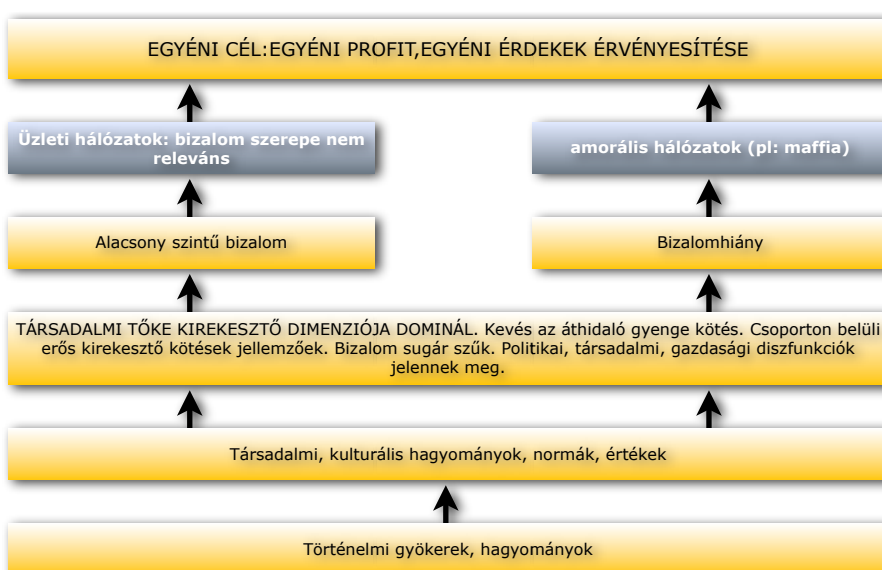 EGYÉNI CÉL:EGYÉNI PROFIT,EGYÉNI ÉRDEKEK ÉRVÉNYESÍTÉSE
Üzleti hálózatok: bizalom szerepe nem
releváns
amorális hálózatok (pl: maffia)
Alacsony szintű bizalom
Bizalomhiány
TÁRSADALMI TŐKE KIREKESZTŐ DIMENZIÓJA DOMINÁL. Kevés az áthidaló gyenge kötés. Csoporton belüli
erős kirekesztő kötések jellemzőek. Bizalom sugár szűk. Politikai, társadalmi, gazdasági diszfunkciók
jelennek meg.
Társadalmi, kulturális hagyományok, normák, értékek
Történelmi gyökerek, hagyományok